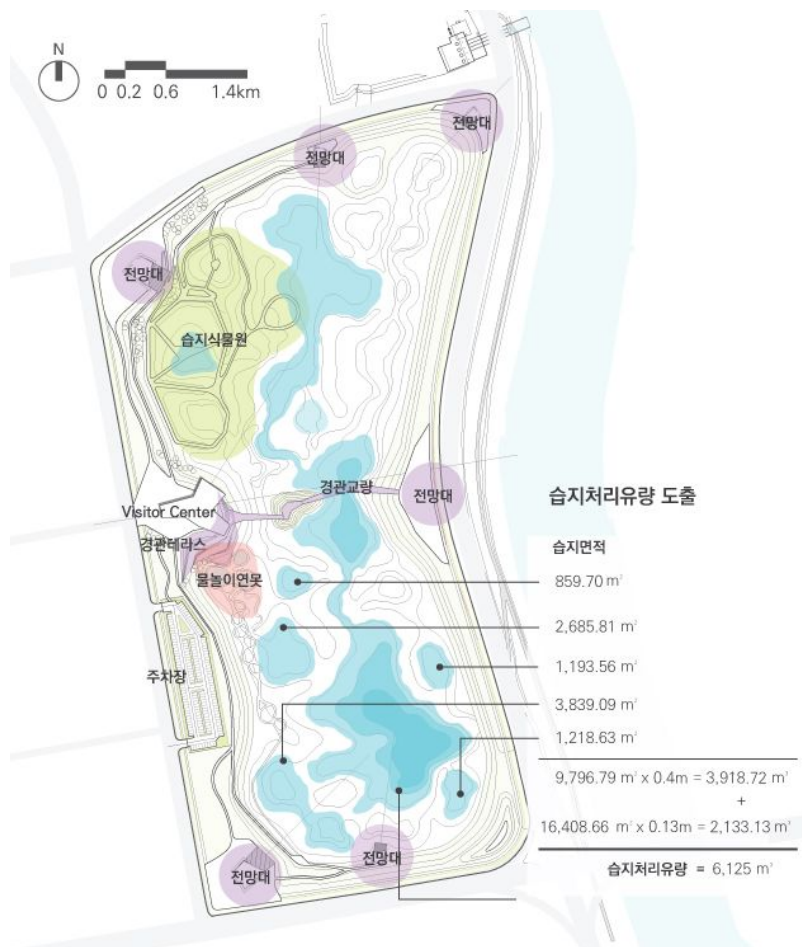 N
0 0.2 0.6 1.4km
전망대
전망대
전망대
습지식물원
경관교량
전망대
Visitor Center
경관테라스
물놀이연못
주차장
전망대
전망대
습지처리유량 도출
습지면적
859.70 m²
2,685.81 m²
1,193.56 m²
3,839.09 m²
1,218.63 m²
9,796.79 m² x 0.4m = 3,918.72 m³
+
16,408.66 m² x 0.13m = 2,133.13 m³
습지처리유량 = 6,125 m³